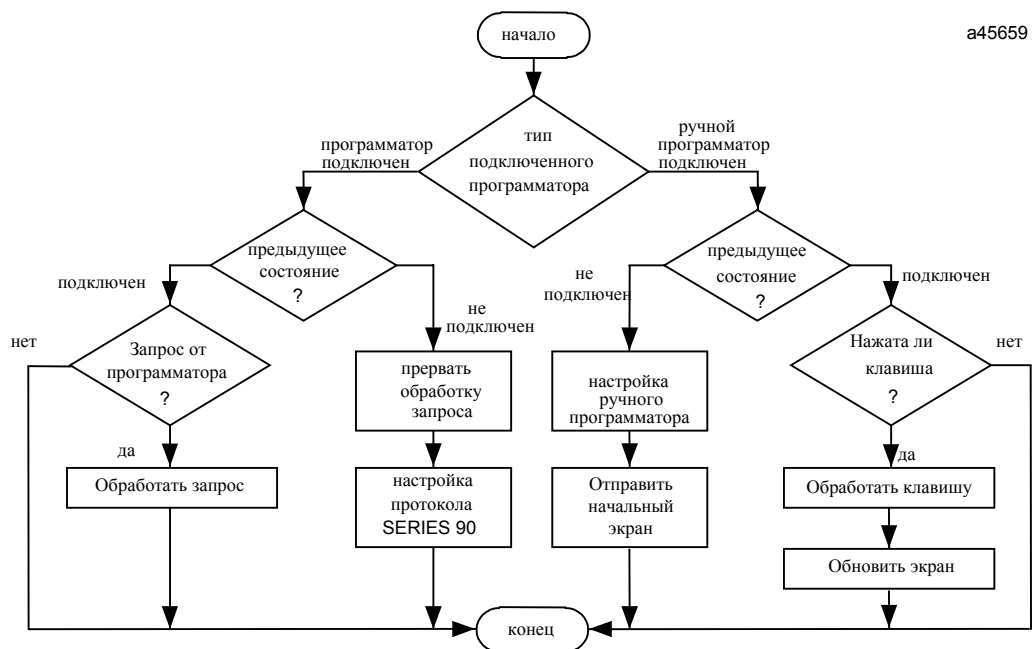 начало
a45659
тип
подключенного
программатора
программатор
подключен
ручной
программатор
подключен
предыдущее
состояние
?
предыдущее
состояние
?
подключен
не
подключен
не
подключен
подключен
нет
Запрос от
программатора
?
прервать
обработку
запроса
настройка
ручного
программатора
Нажата ли
клавиша
?
нет
да
да
Обработать запрос
настройка
протокола
SERIES 90
Отправить
начальный
экран
Обработать клавишу
Обновить экран
конец